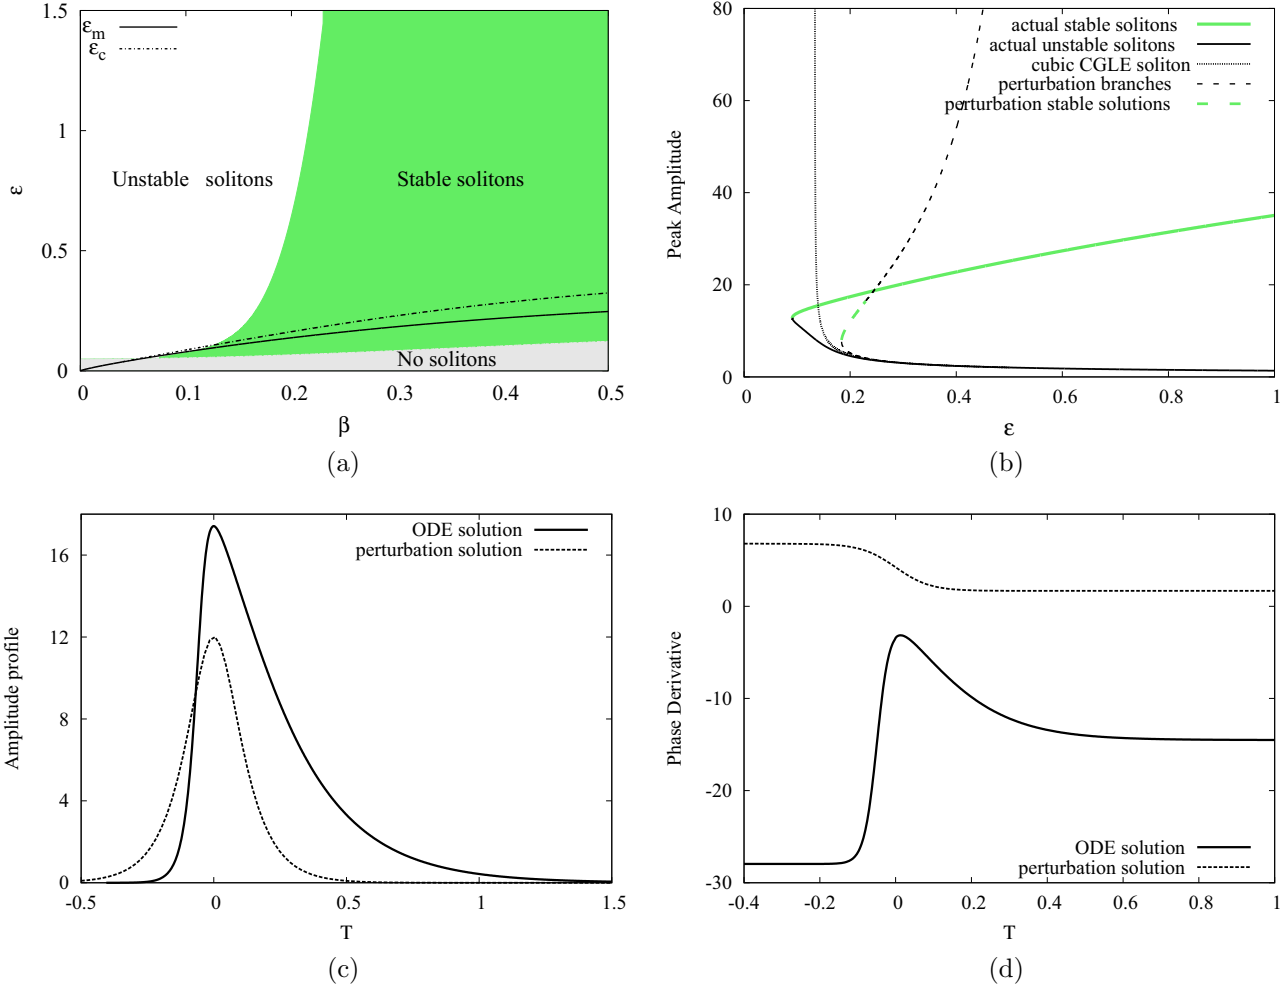 1.5
ε_m
ε_c
1
Unstable solitons
Stable solitons
ε
0.5
No solitons
0
0 0.1 0.2 0.3 0.4 0.5
β
(a)
80
actual stable solitons
actual unstable solitons
cubic CGLE soliton
perturbation branches
perturbation stable solutions
60
Peak Amplitude
40
20
0
0 0.2 0.4 0.6 0.8 1
ε
(b)
ODE solution
perturbation solution
16
12
Amplitude profile
8
4
0
-0.5 0 0.5 1 1.5
T
(c)
10
0
Phase Derivative
-10
-20
ODE solution
perturbation solution
-30
-0.4 -0.2 0 0.2 0.4 0.6 0.8 1
T
(d)